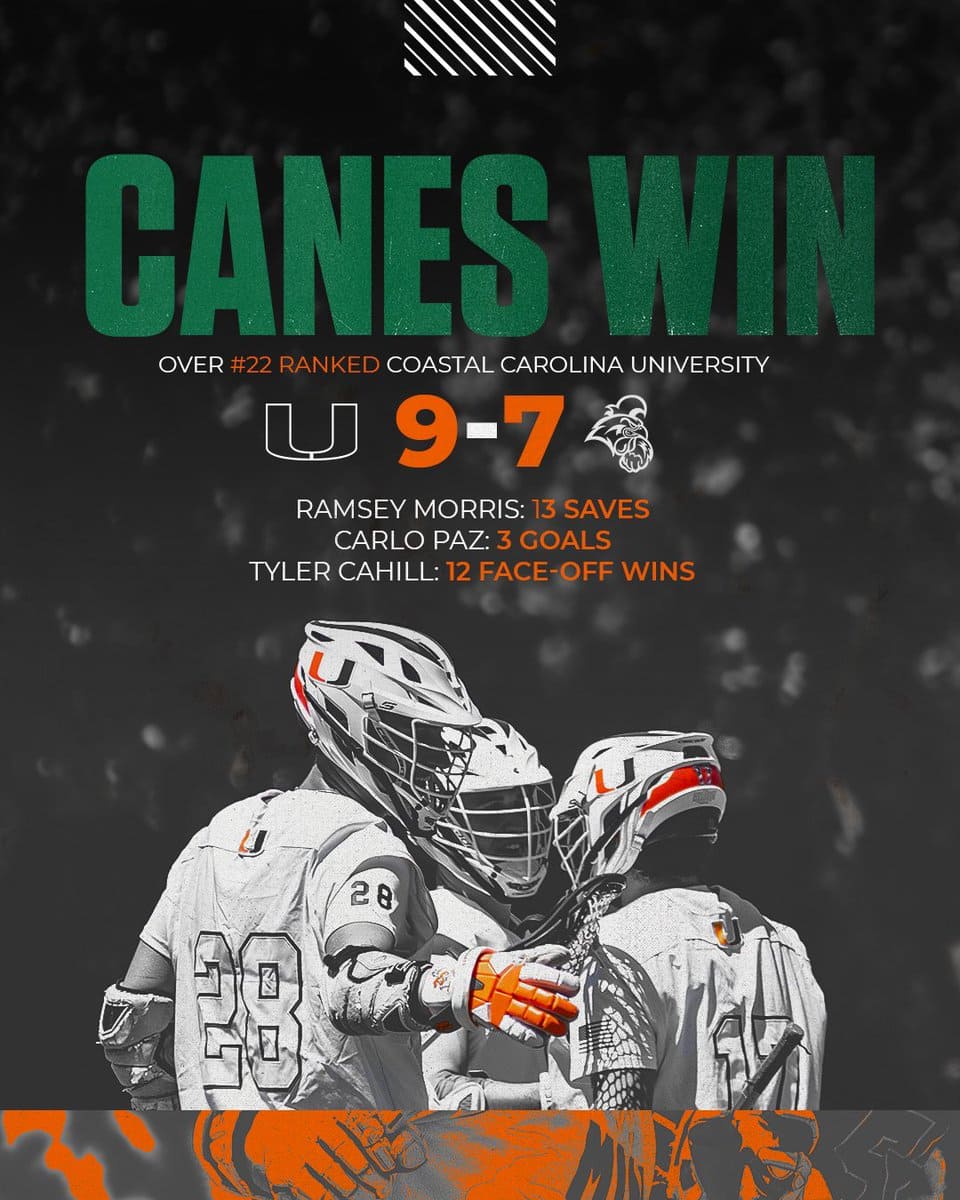 CANES WIN
OVER #22 RANKED COASTAL CAROLINA UNIVERSITY
U 9-7
RAMSEY MORRIS: 13 SAVES
CARLO PAZ: 3 GOALS
TYLER CAHILL: 12 FACE-OFF WINS
U
U
U
28
U
28